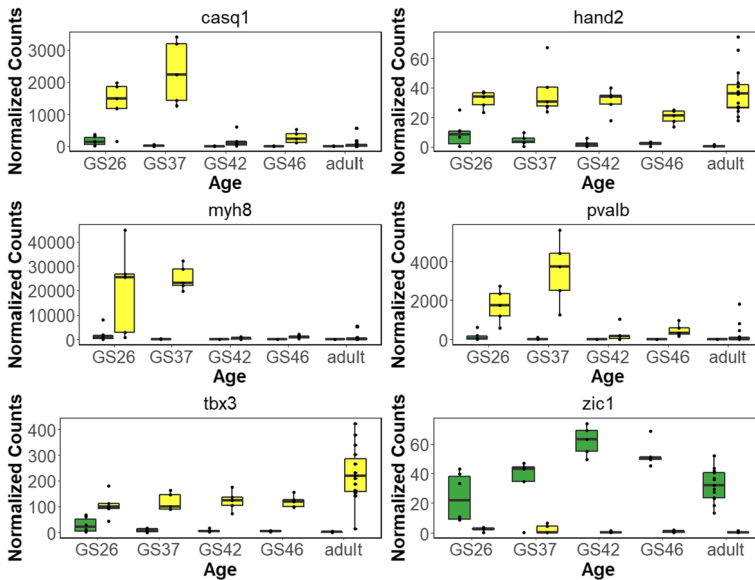 casq1
Normalized Counts
3000
2000
1000
0
GS26 GS37 GS42 GS46 adult
Age
hand2
Normalized Counts
60
40
20
0
GS26 GS37 GS42 GS46 adult
Age
myh8
Normalized Counts
40000
30000
20000
10000
0
GS26 GS37 GS42 GS46 adult
Age
pvalb
Normalized Counts
4000
2000
0
GS26 GS37 GS42 GS46 adult
Age
tbx3
Normalized Counts
400
300
200
100
0
GS26 GS37 GS42 GS46 adult
Age
zic1
Normalized Counts
60
40
20
0
GS26 GS37 GS42 GS46 adult
Age